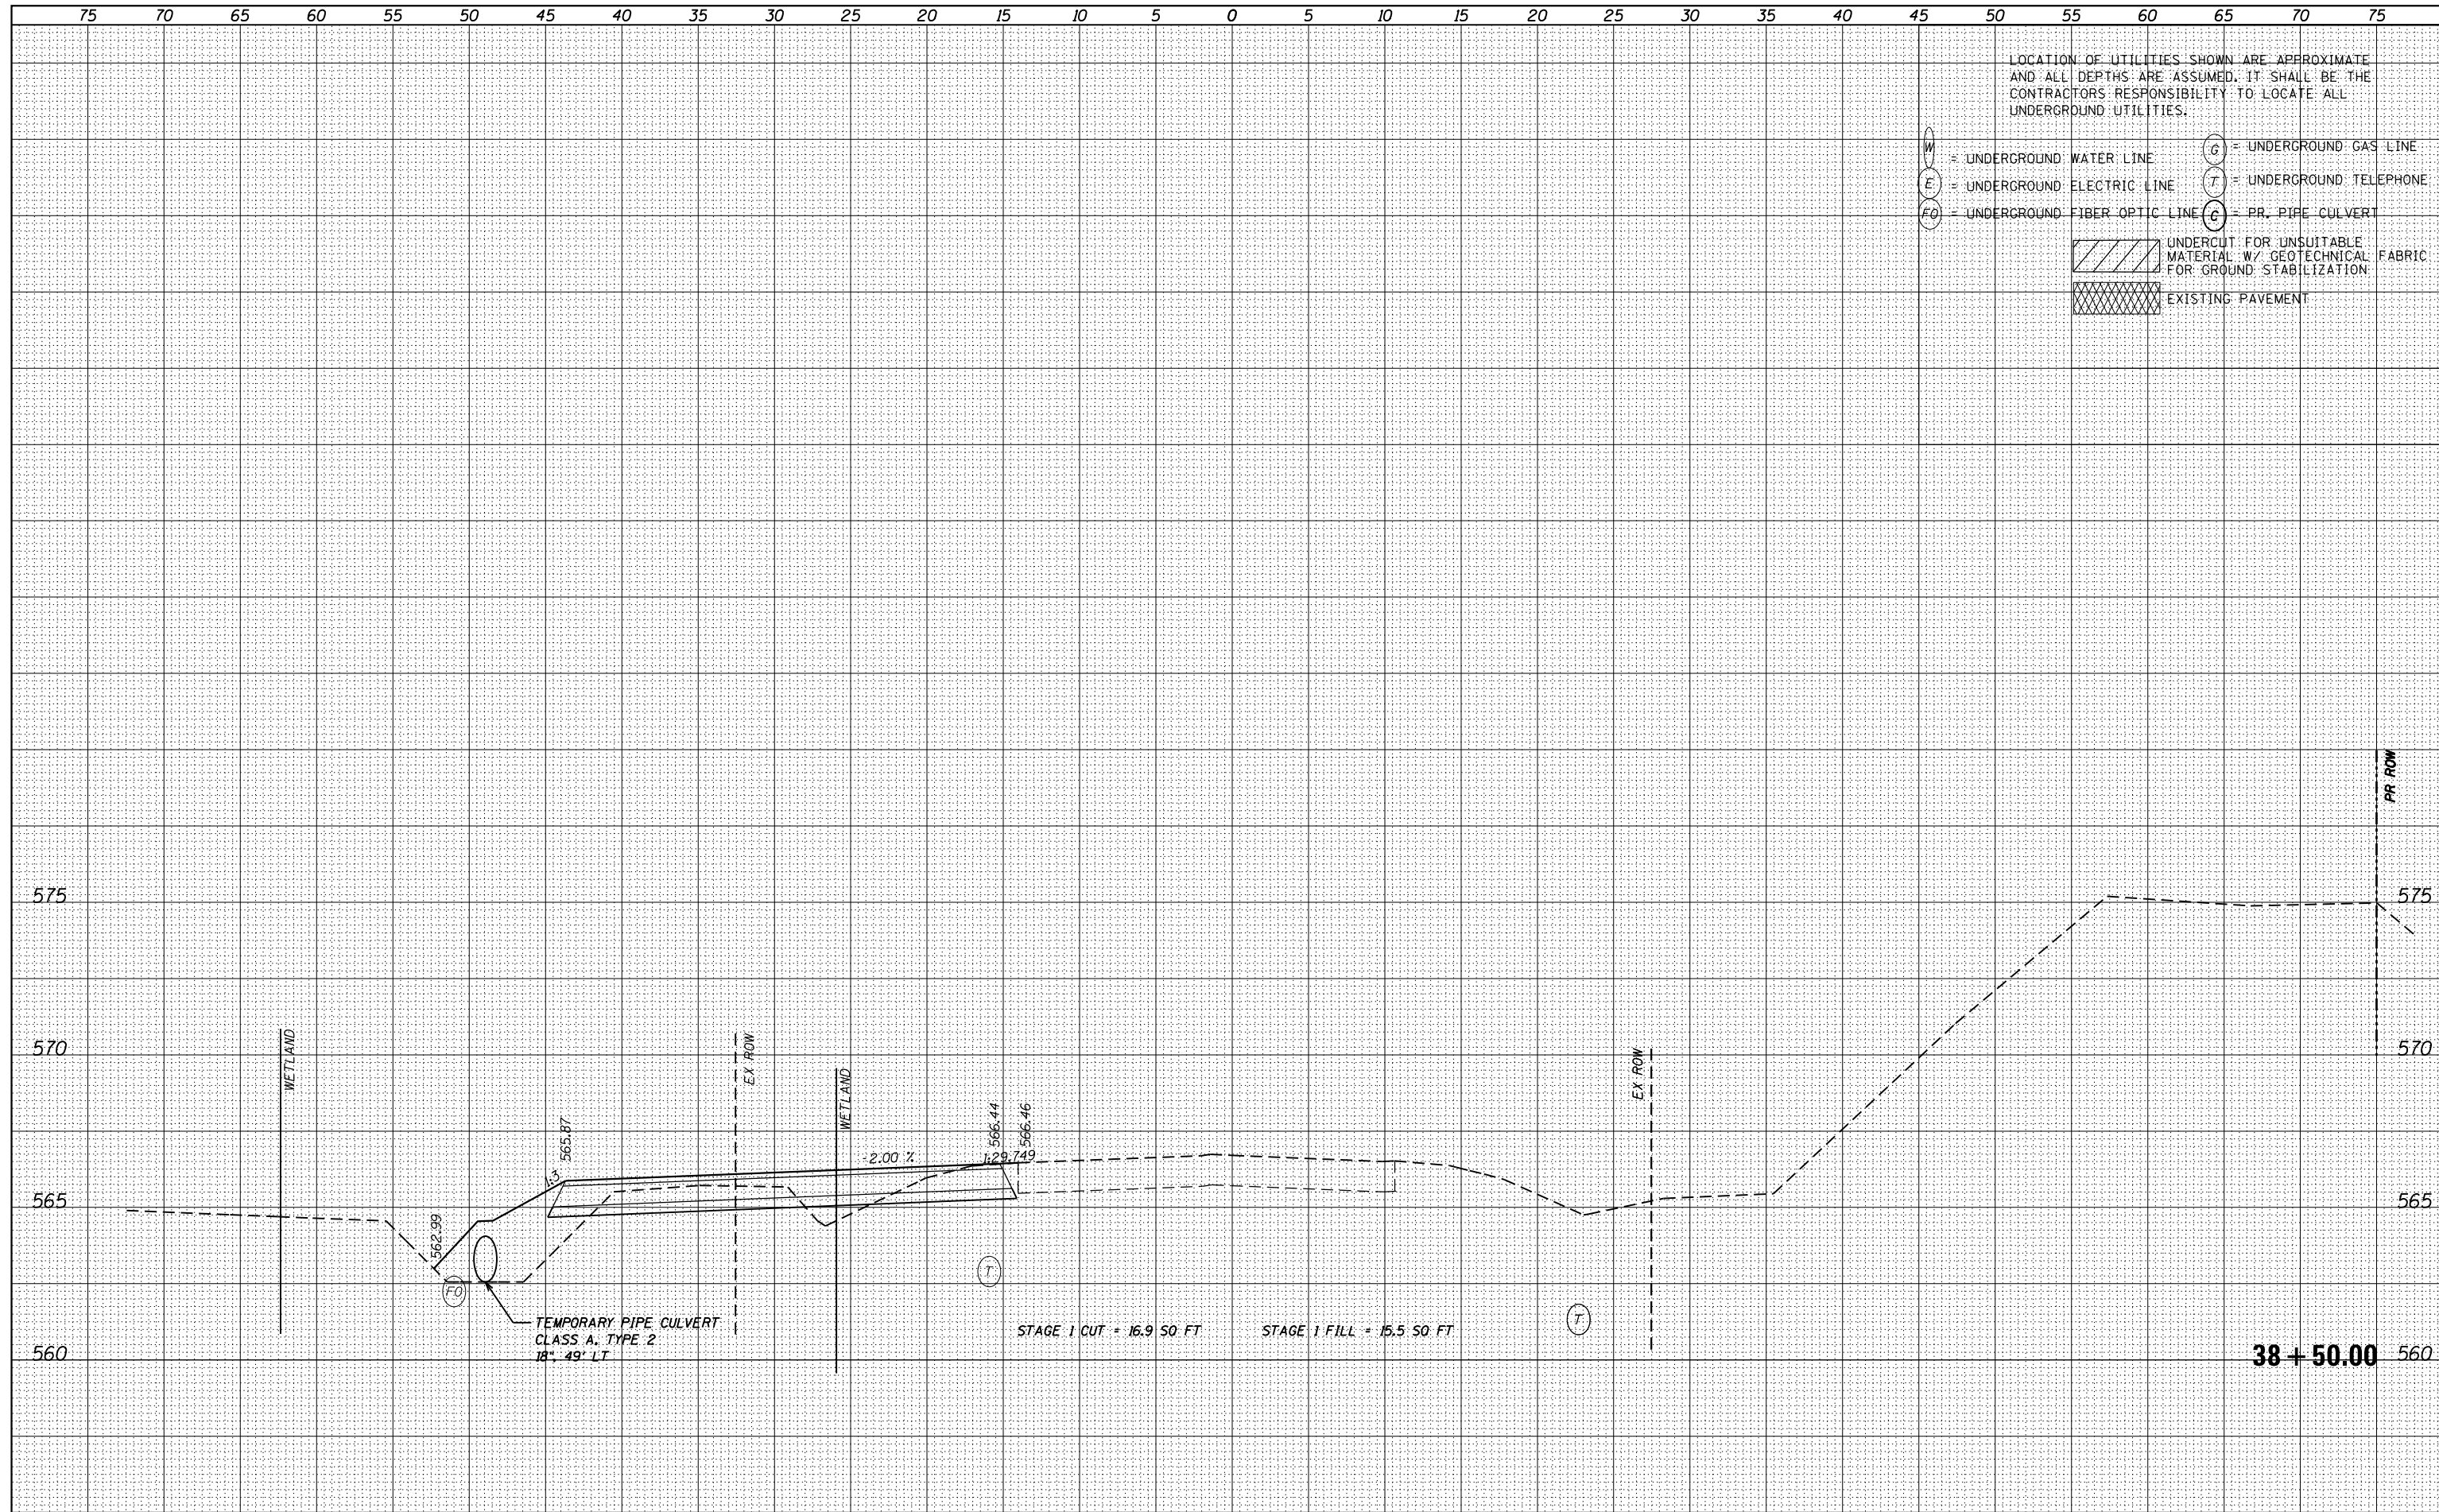 75 70 65 60 55 50 45 40 35 30 25 20 15 10 5 0 5 10 15 20 25 30 35 40 45 50 55 60 65 70 75
LOCATION OF UTILITIES SHOWN ARE APPROXIMATE
AND ALL DEPTHS ARE ASSUMED. IT SHALL BE THE
CONTRACTORS RESPONSIBILITY TO LOCATE ALL
UNDERGROUND UTILITIES.
W = UNDERGROUND WATER LINE
G = UNDERGROUND GAS LINE
E = UNDERGROUND ELECTRIC LINE
T = UNDERGROUND TELEPHONE
FO = UNDERGROUND FIBER OPTIC LINE
C = PR. PIPE CULVERT
UNDERCUT FOR UNSUITABLE
MATERIAL W/ GEOTECHNICAL FABRIC
FOR GROUND STABILIZATION
EXISTING PAVEMENT
PR ROW
575 575
570 570
WETLAND
EX ROW
WETLAND
EX ROW
565.87
566.44
566.46
1:3
-2.00 %
1:29.749
565 565
562.99
FO
T
T
TEMPORARY PIPE CULVERT
CLASS A, TYPE 2
18", 49' LT
STAGE 1 CUT = 16.9 SQ FT STAGE 1 FILL = 15.5 SQ FT
560 38 + 50.00 560